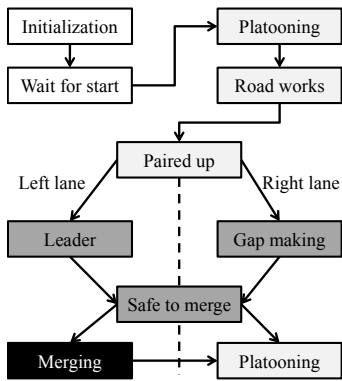 Initialization
Platooning
Wait for start
Road works
Paired up
Left lane
Right lane
Leader
Gap making
Safe to merge
Merging
Platooning